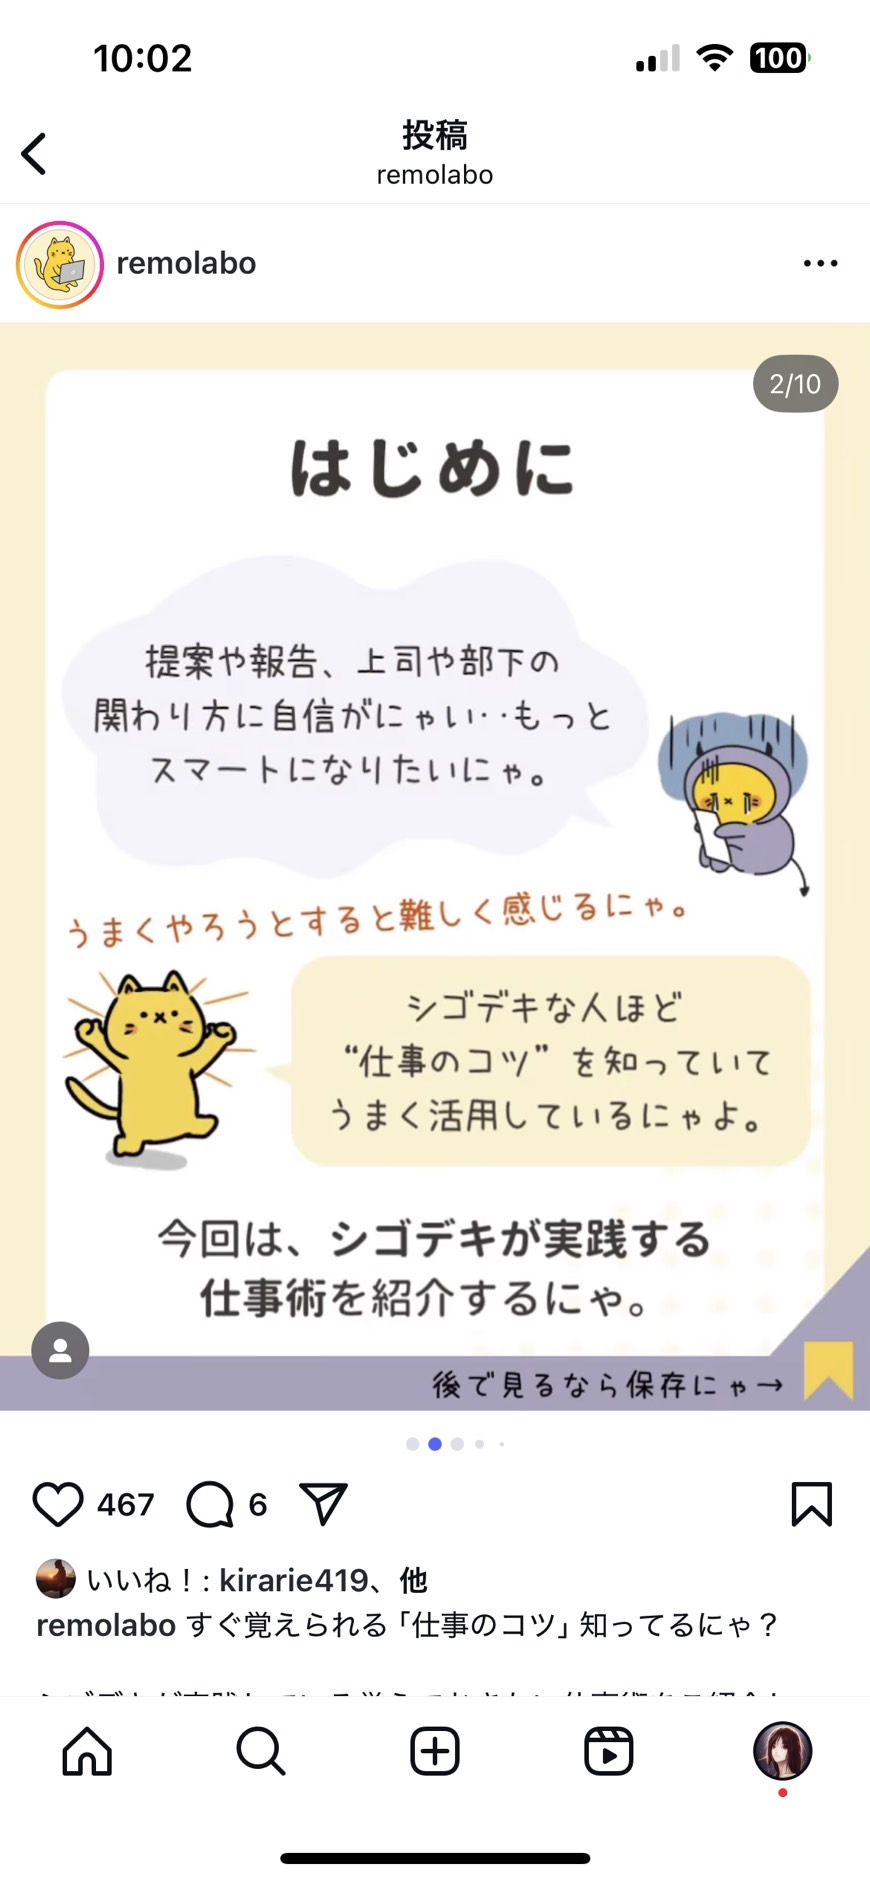 10:02
100
投稿
remolabo
remolabo
2/10
はじめに
提案や報告、上司や部下の
関わり方に自信がにゃい‥もっと
スマートになりたいにゃ。
うまくやろうとすると難しく感じるにゃ。
シゴデキな人ほど
“仕事のコツ”を知っていて
うまく活用しているにゃよ。
今回は、シゴデキが実践する
仕事術を紹介するにゃ。
後で見るなら保存にゃ→
467
6
いいね！: kirarie419、他
remolabo すぐ覚えられる「仕事のコツ」知ってるにゃ？